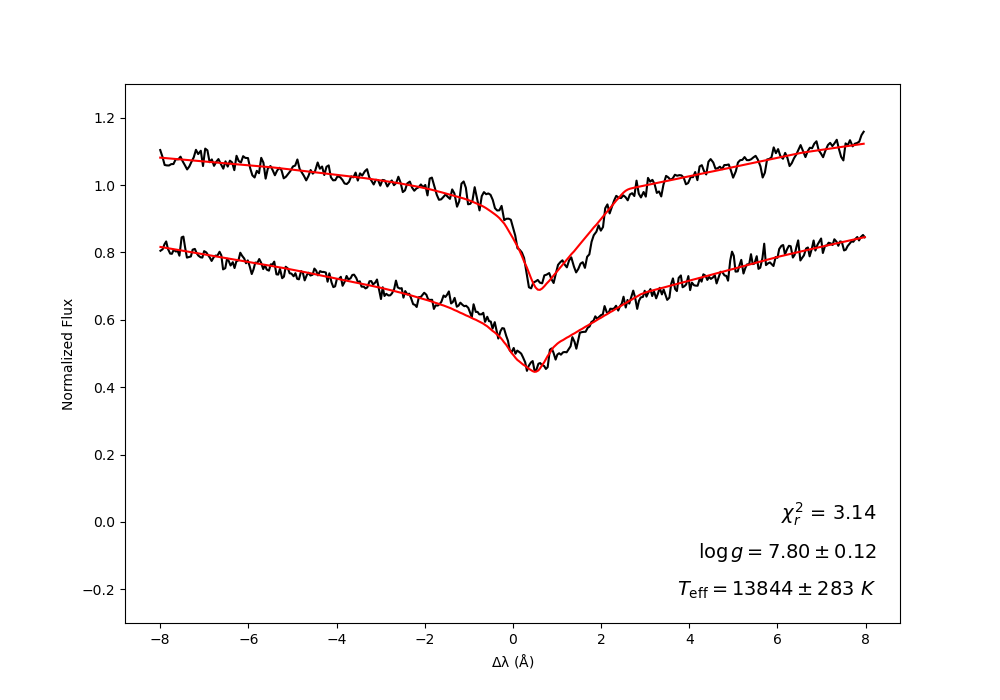 1.2
1.0
0.8
0.6
0.4
0.2
0.0
−0.2
Normalized Flux
χ²ᵣ = 3.14
log g = 7.80 ± 0.12
T_eff = 13844 ± 283 K
−8 −6 −4 −2 0 2 4 6 8
Δλ (Å)